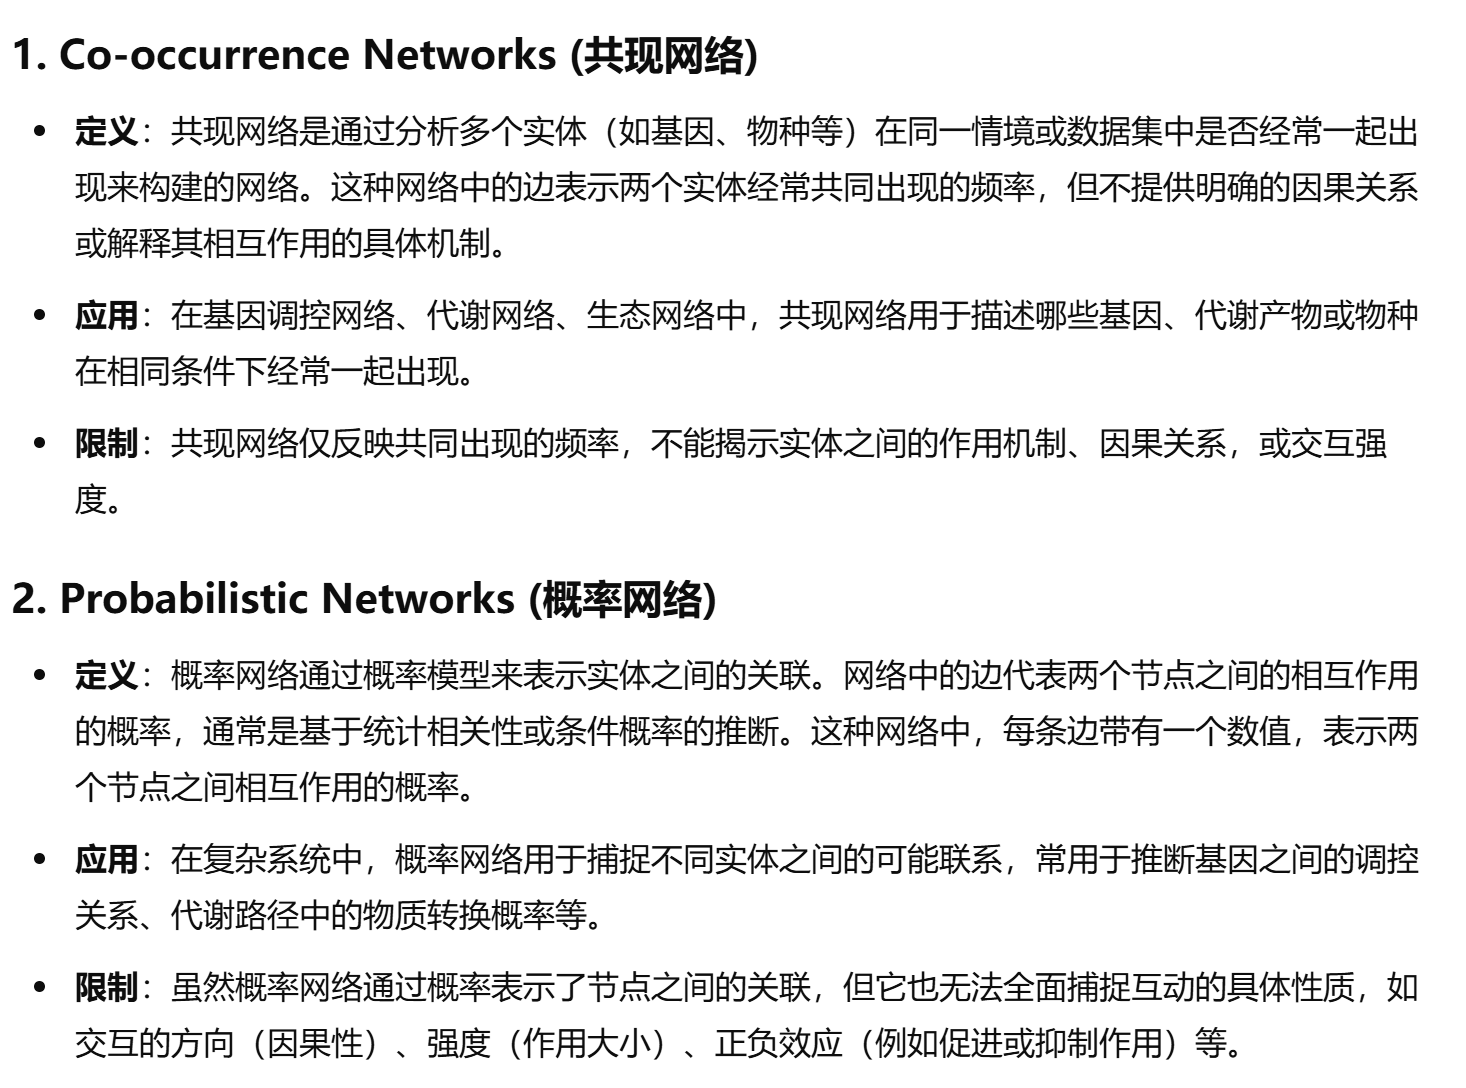 1. Co-occurrence Networks (共现网络)
• 定义：共现网络是通过分析多个实体（如基因、物种等）在同一情境或数据集中是否经常一起出
现来构建的网络。这种网络中的边表示两个实体经常共同出现的频率，但不提供明确的因果关系
或解释其相互作用的具体机制。
• 应用：在基因调控网络、代谢网络、生态网络中，共现网络用于描述哪些基因、代谢产物或物种
在相同条件下经常一起出现。
• 限制：共现网络仅反映共同出现的频率，不能揭示实体之间的作用机制、因果关系，或交互强
度。
2. Probabilistic Networks (概率网络)
• 定义：概率网络通过概率模型来表示实体之间的关联。网络中的边代表两个节点之间的相互作用
的概率，通常是基于统计相关性或条件概率的推断。这种网络中，每条边带有一个数值，表示两
个节点之间相互作用的概率。
• 应用：在复杂系统中，概率网络用于捕捉不同实体之间的可能联系，常用于推断基因之间的调控
关系、代谢路径中的物质转换概率等。
• 限制：虽然概率网络通过概率表示了节点之间的关联，但它也无法全面捕捉互动的具体性质，如
交互的方向（因果性）、强度（作用大小）、正负效应（例如促进或抑制作用）等。